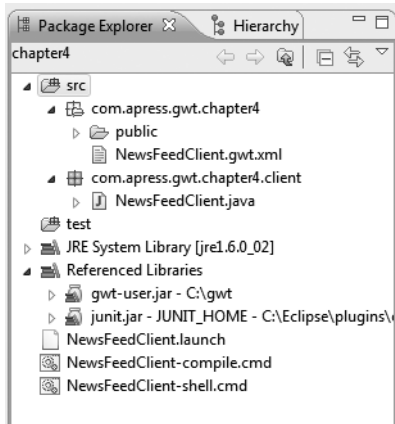 Package Explorer Hierarchy
chapter4
src
com.apress.gwt.chapter4
public
NewsFeedClient.gwt.xml
com.apress.gwt.chapter4.client
NewsFeedClient.java
test
JRE System Library [jre1.6.0_02]
Referenced Libraries
gwt-user.jar - C:\gwt
junit.jar - JUNIT_HOME - C:\Eclipse\plugins\
NewsFeedClient.launch
NewsFeedClient-compile.cmd
NewsFeedClient-shell.cmd